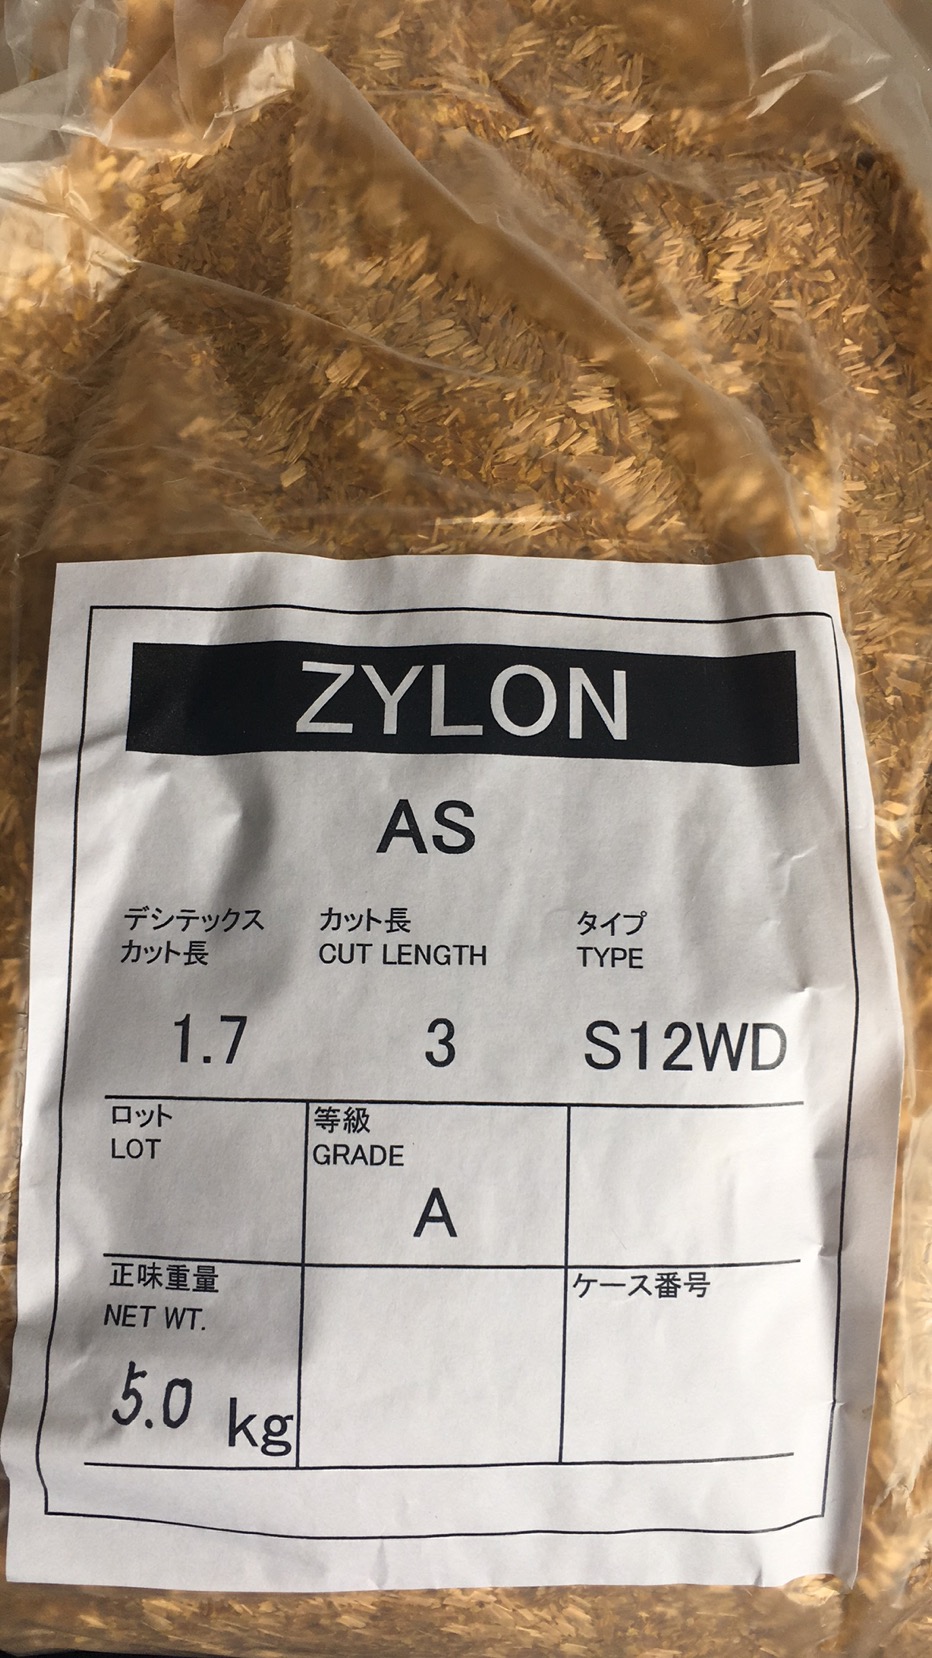 ZYLON
AS
デシテックス カット長 タイプ
カット長 CUT LENGTH TYPE
1.7 3 S12WD
ロット 等級
LOT GRADE
A
正味重量 ケース番号
NET WT.
5.0 kg